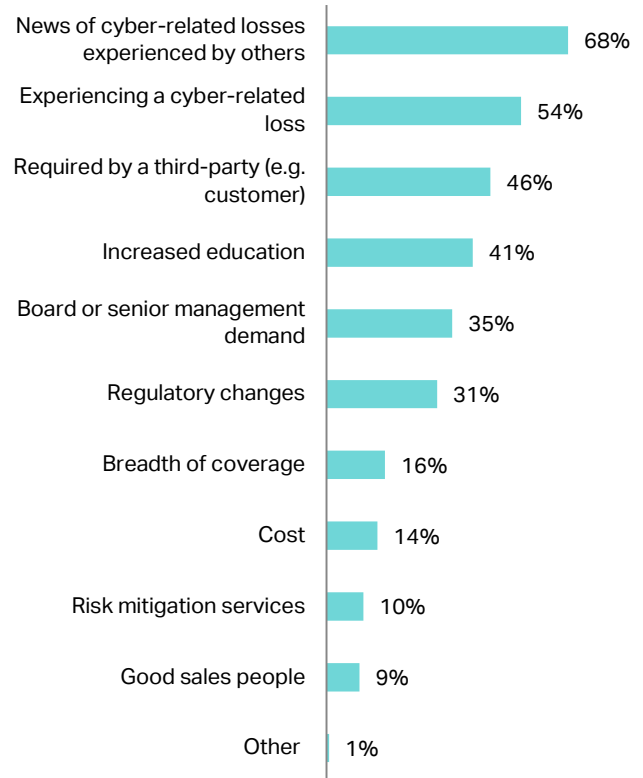 News of cyber-related losses
experienced by others
68%
Experiencing a cyber-related
loss
54%
Required by a third-party (e.g.
customer)
46%
Increased education
41%
Board or senior management
demand
35%
Regulatory changes
31%
Breadth of coverage
16%
Cost
14%
Risk mitigation services
10%
Good sales people
9%
Other
1%